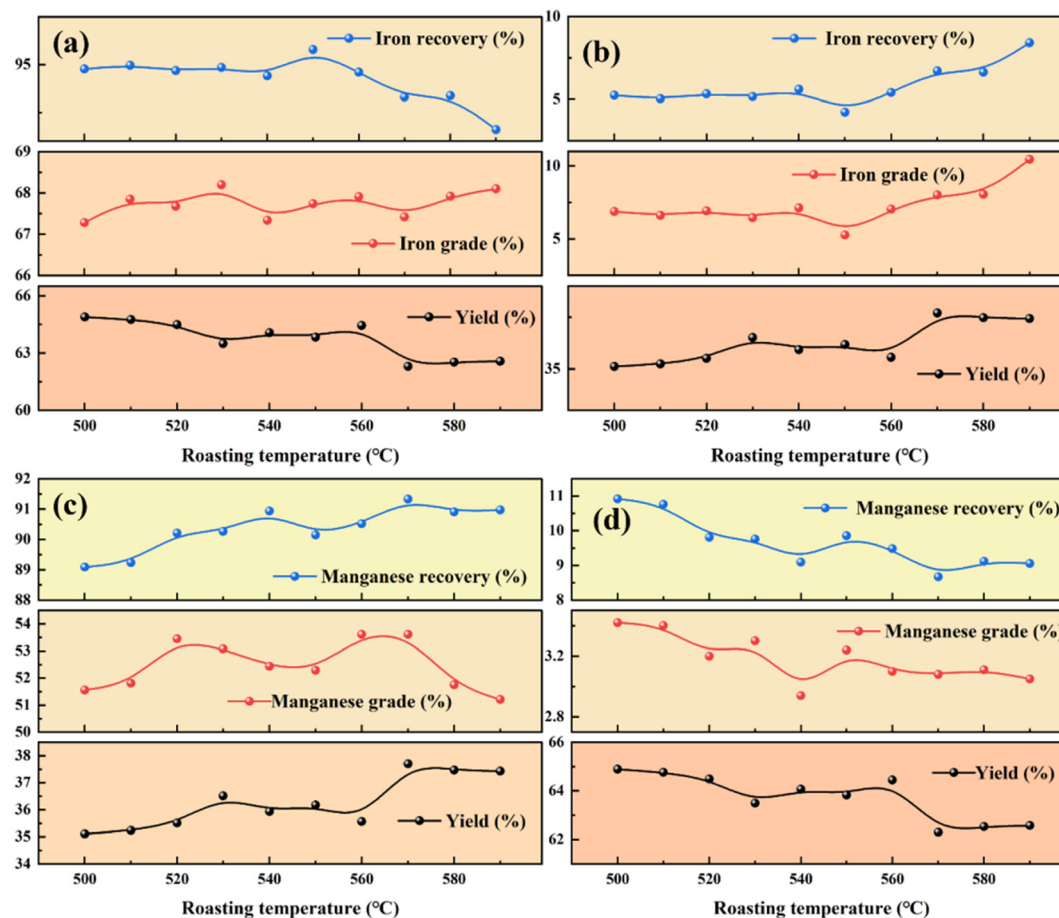 (a)
Iron recovery (%)
95
69
68
67
66
Iron grade (%)
66
63
60
Yield (%)
500 520 540 560 580
Roasting temperature (℃)
(b)
10
5
Iron recovery (%)
10
5
Iron grade (%)
35
Yield (%)
500 520 540 560 580
Roasting temperature (℃)
(c)
91
92
90
89
88
Manganese recovery (%)
54
53
52
51
50
Manganese grade (%)
38
37
36
35
34
Yield (%)
500 520 540 560 580
Roasting temperature (℃)
(d)
11
10
9
8
Manganese recovery (%)
3.2
2.8
Manganese grade (%)
66
64
62
Yield (%)
500 520 540 560 580
Roasting temperature (℃)